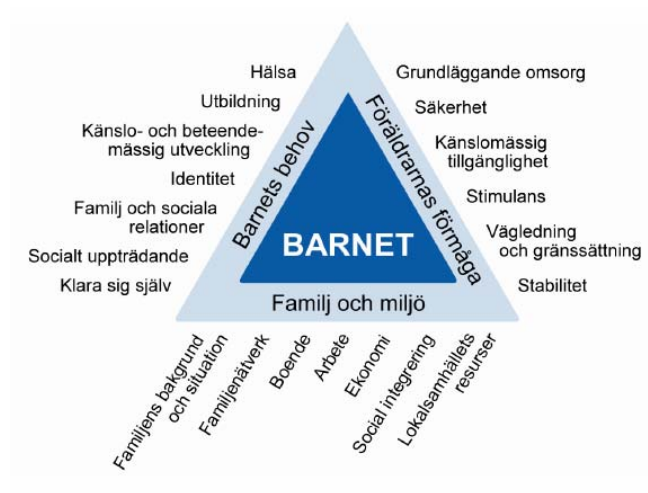 Hälsa
Utbildning
Känslo- och beteende-
mässig utveckling
Identitet
Familj och sociala
relationer
Socialt uppträdande
Klara sig själv
Barnets behov
BARNET
Föräldrarnas förmåga
Grundläggande omsorg
Säkerhet
Känslomässig
tillgänglighet
Stimulans
Vägledning
och gränssättning
Stabilitet
Familj och miljö
Familjens bakgrund
och situation
Familjenätverk
Boende
Arbete
Ekonomi
Social integrering
Lokalsamhällets
resurser